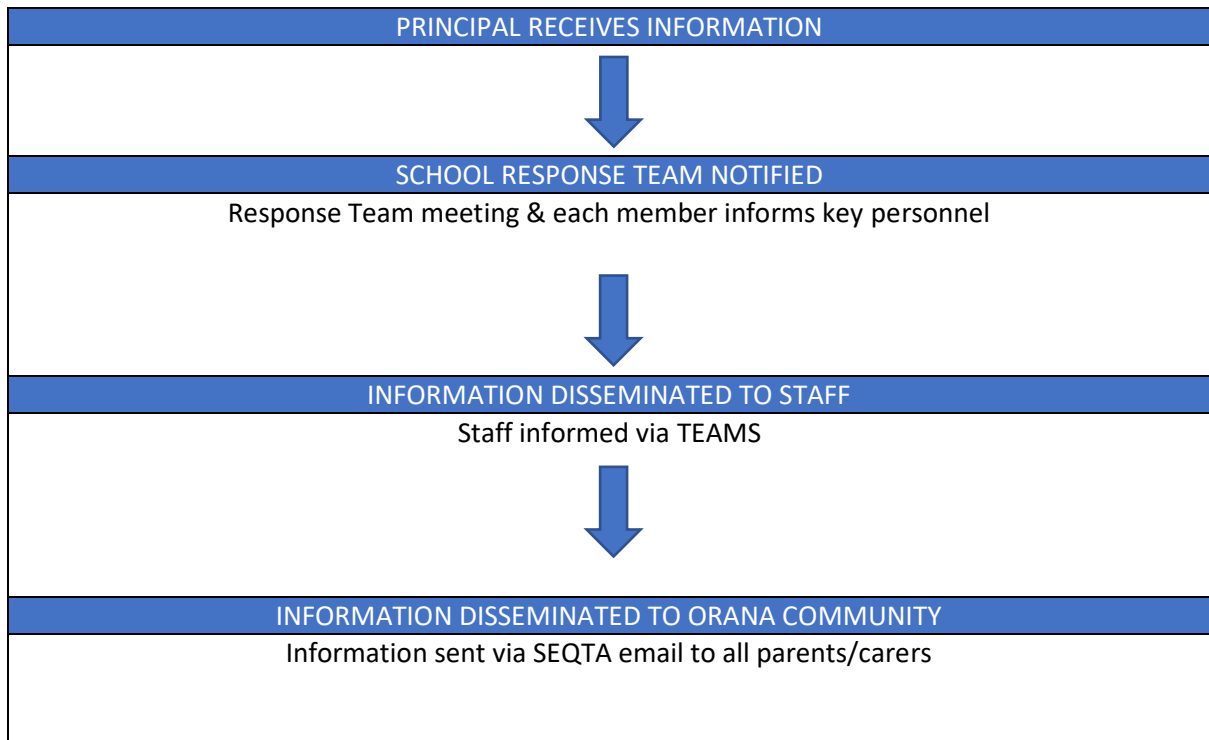 PRINCIPAL RECEIVES INFORMATION
SCHOOL RESPONSE TEAM NOTIFIED
Response Team meeting & each member informs key personnel
INFORMATION DISSEMINATED TO STAFF
Staff informed via TEAMS
INFORMATION DISSEMINATED TO ORANA COMMUNITY
Information sent via SEQTA email to all parents/carers